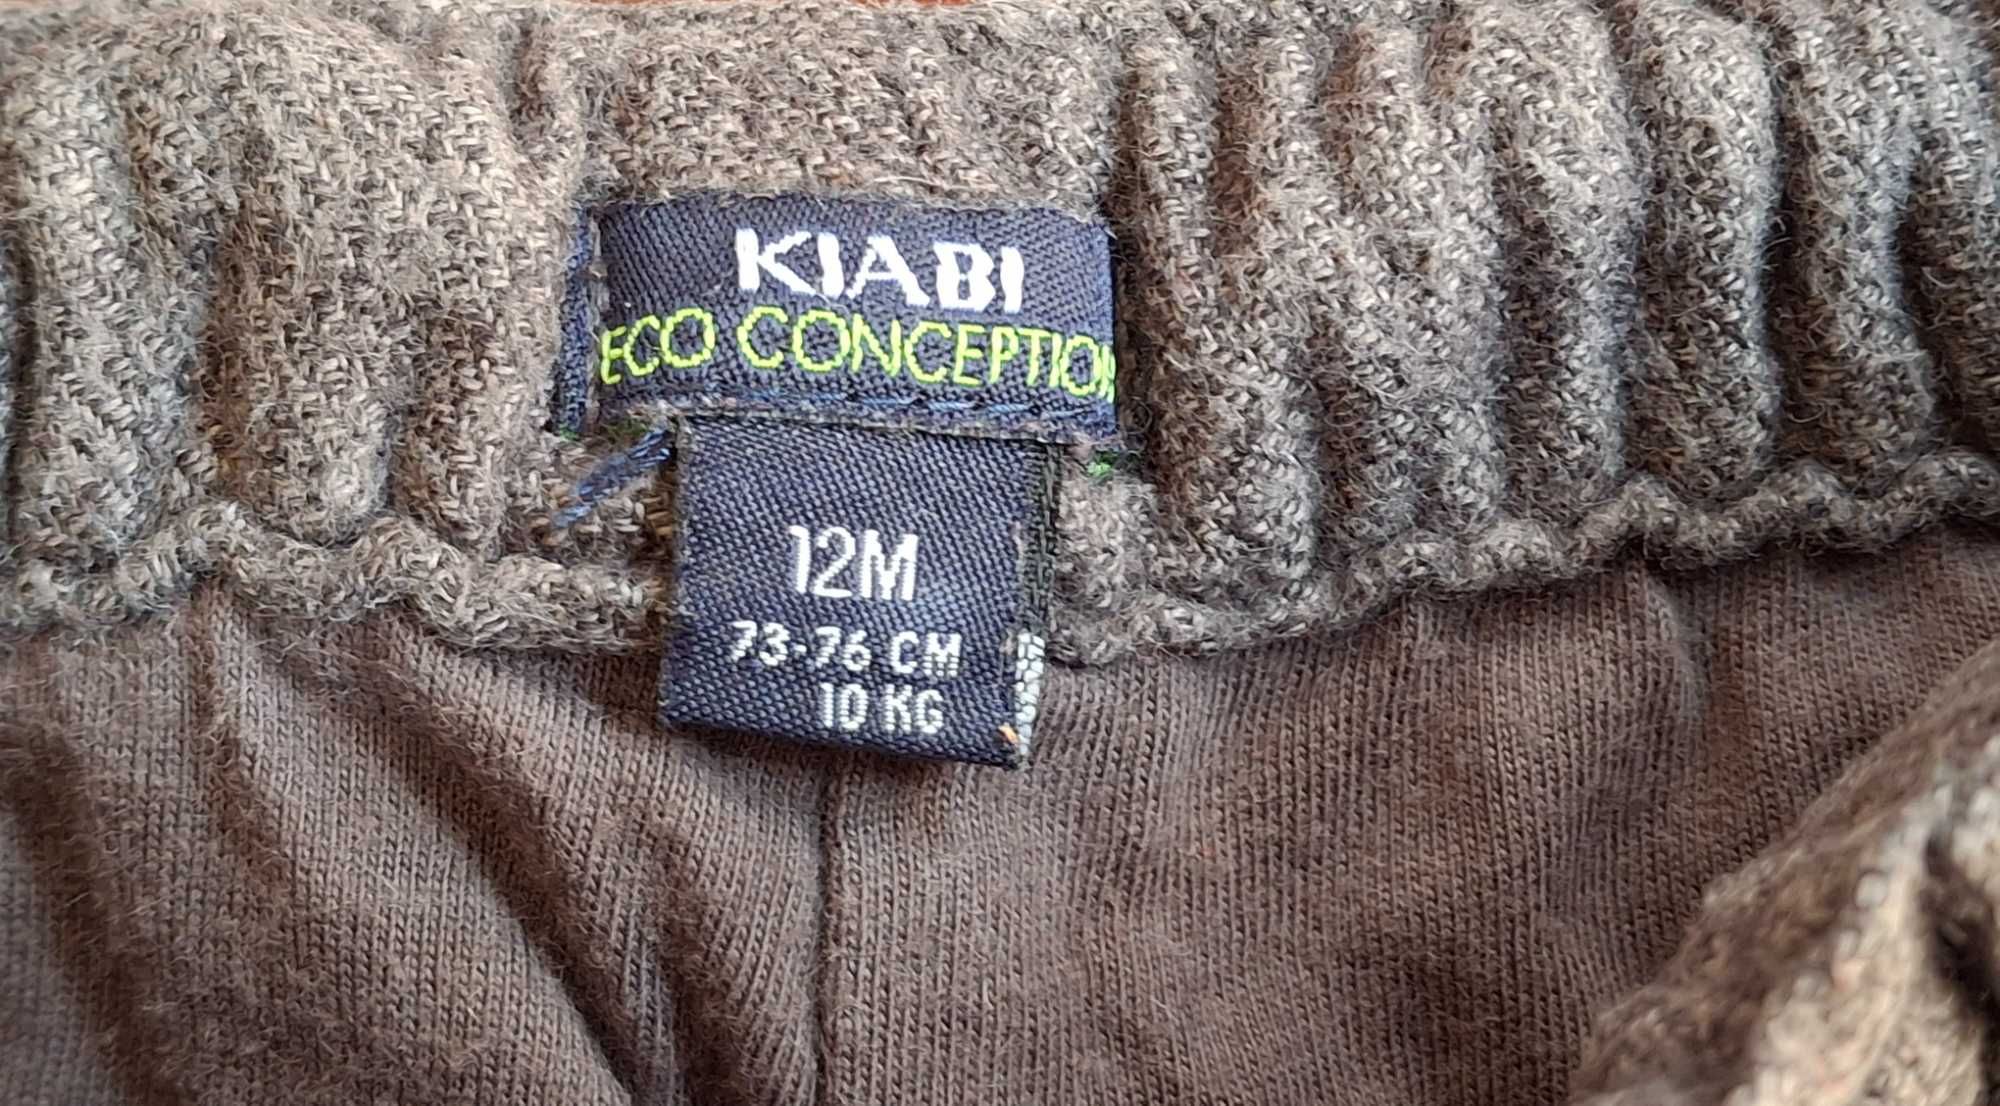 KIABI
ECO CONCEPTION
12M
73-76 CM
10 KG